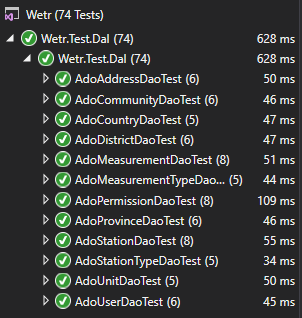 Wetr (74 Tests)
Wetr.Test.Dal (74) 628 ms
Wetr.Test.Dal (74) 628 ms
AdoAddressDaoTest (6) 50 ms
AdoCommunityDaoTest (6) 46 ms
AdoCountryDaoTest (5) 47 ms
AdoDistrictDaoTest (6) 47 ms
AdoMeasurementDaoTest (8) 51 ms
AdoMeasurementTypeDao... (5) 44 ms
AdoPermissionDaoTest (8) 109 ms
AdoProvinceDaoTest (6) 46 ms
AdoStationDaoTest (8) 55 ms
AdoStationTypeDaoTest (5) 34 ms
AdoUnitDaoTest (5) 50 ms
AdoUserDaoTest (6) 45 ms